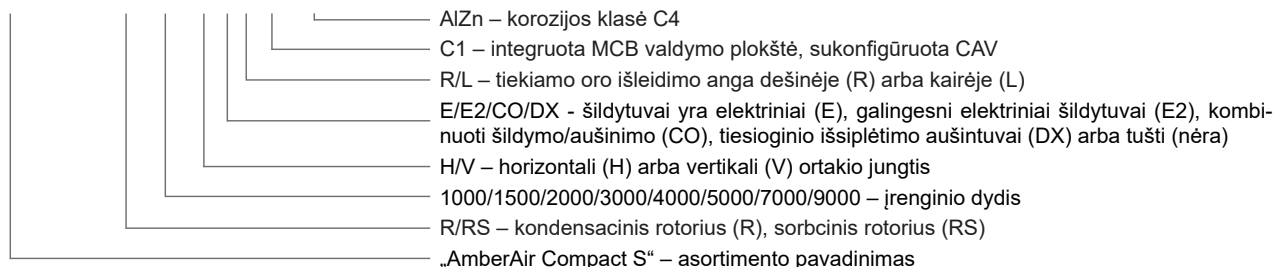 AlZn – korozijos klasė C4
C1 – integruota MCB valdymo plokštė, sukonfigūruota CAV
R/L – tiekiamo oro išleidimo anga dešinėje (R) arba kairėje (L)
E/E2/CO/DX - šildytuvai yra elektriniai (E), galingesni elektriniai šildytuvai (E2), kombi-
nuoti šildymo/aušinimo (CO), tiesioginio išsiplėtimo aušintuvai (DX) arba tušti (nėra)
H/V – horizontali (H) arba vertikali (V) ortakio jungtis
1000/1500/2000/3000/4000/5000/7000/9000 – įrenginio dydis
R/RS – kondensacinis rotorius (R), sorbcinis rotorius (RS)
„AmberAir Compact S“ – asortimento pavadinimas